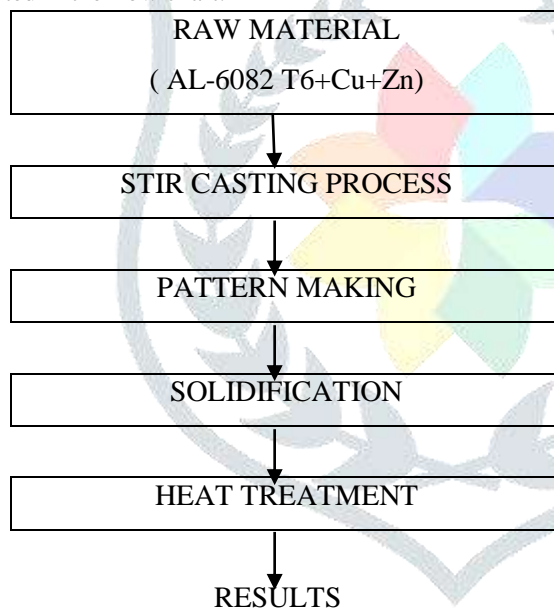 RAW MATERIAL
( AL-6082 T6+Cu+Zn)
STIR CASTING PROCESS
PATTERN MAKING
SOLIDIFICATION
HEAT TREATMENT
RESULTS